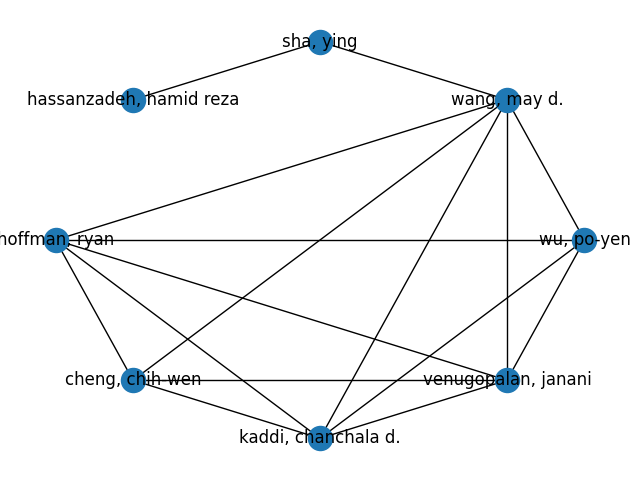 sha, ying
hassanzadeh, hamid reza
wang, may d.
hoffman, ryan
wu, po-yen
cheng, chih-wen
venugopalan, janani
kaddi, chanchala d.